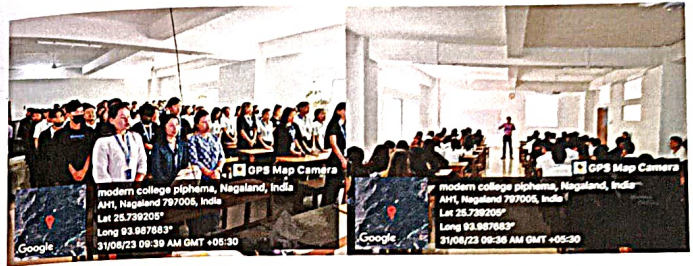 GPS Map Camera
modern college piphema, Nagaland, India
AH1, Nagaland 797005, India
Lat 25.739205°
Long 93.987683°
31/08/23 09:39 AM GMT +05:30
Google
GPS Map Camera
modern college piphema, Nagaland, India
AH1, Nagaland 797005, India
Lat 25.739205°
Long 93.987683°
31/08/23 09:36 AM GMT +05:30
Google